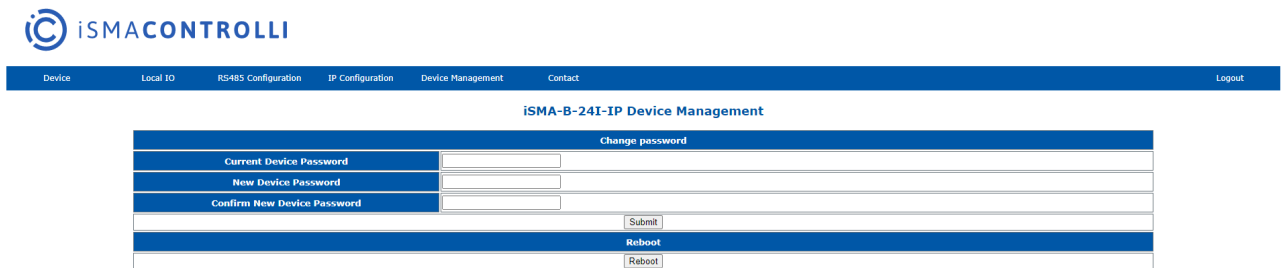 iSMACONTROLLI
Device Local IO RS485 Configuration IP Configuration Device Management Contact Logout
iSMA-B-24I-IP Device Management
Change password
Current Device Password
New Device Password
Confirm New Device Password
Submit
Reboot
Reboot